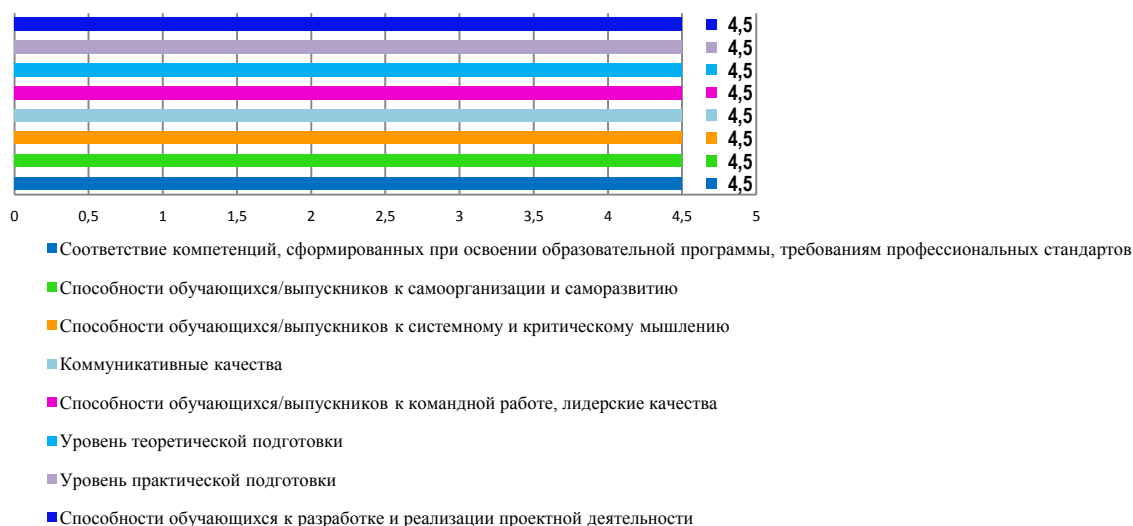 4,5
4,5
4,5
4,5
4,5
4,5
4,5
4,5
0 0,5 1 1,5 2 2,5 3 3,5 4 4,5 5
Соответствие компетенций, сформированных при освоении образовательной программы, требованиям профессиональных стандартов
Способности обучающихся/выпускников к самоорганизации и саморазвитию
Способности обучающихся/выпускников к системному и критическому мышлению
Коммуникативные качества
Способности обучающихся/выпускников к командной работе, лидерские качества
Уровень теоретической подготовки
Уровень практической подготовки
Способности обучающихся к разработке и реализации проектной деятельности